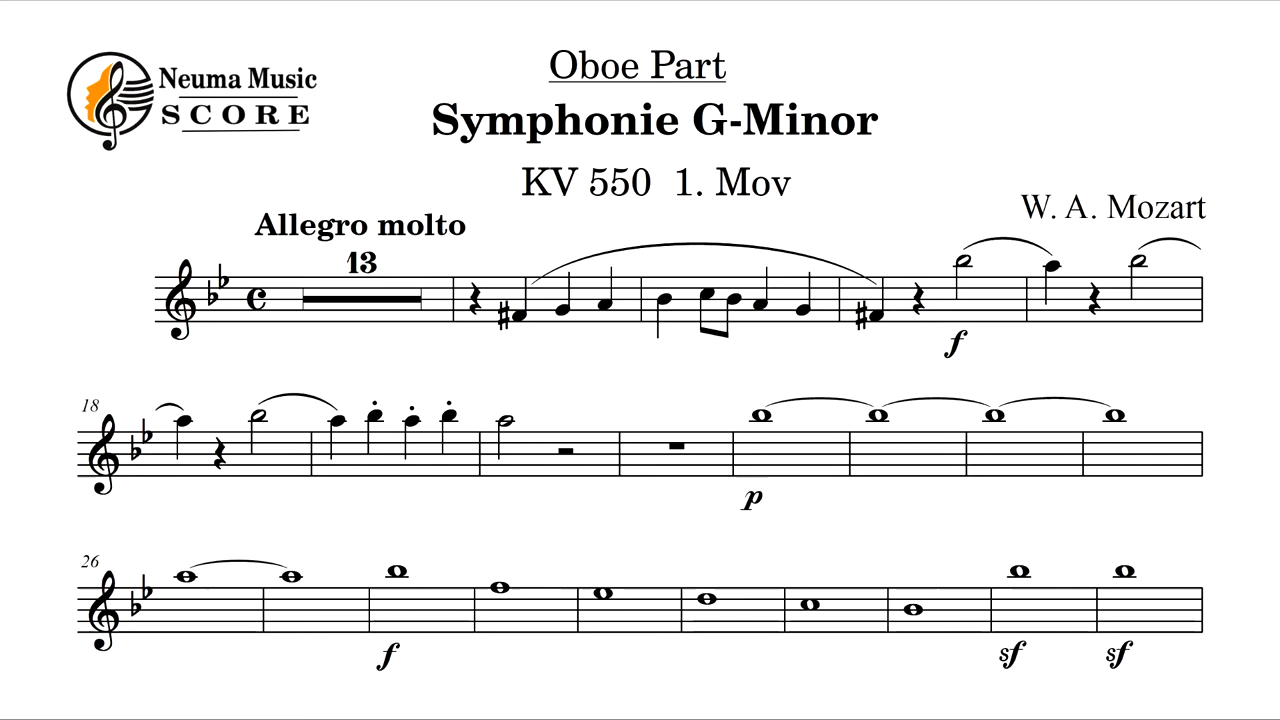 Oboe Part
Neuma Music
SCORE
Symphonie G-Minor
KV 550 1. Mov
W. A. Mozart
Allegro molto
13
f
18
p
26
f sf sf